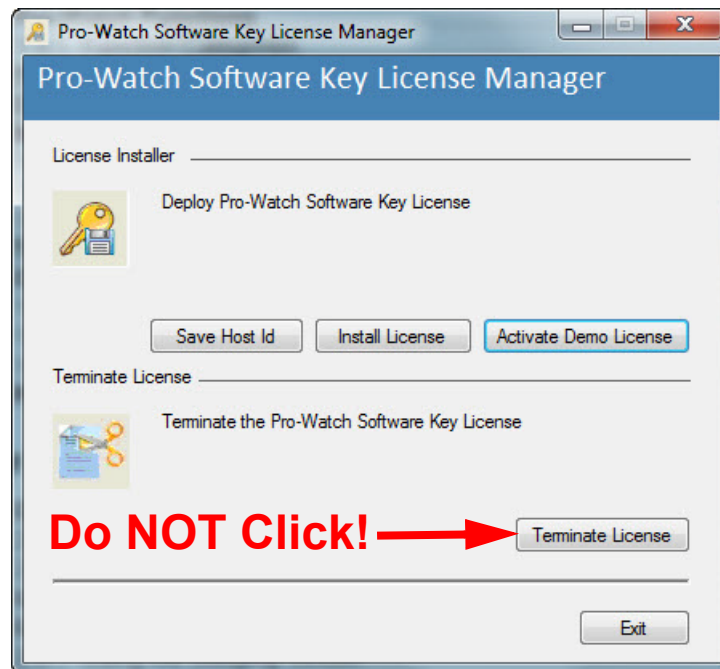 Pro-Watch Software Key License Manager
Pro-Watch Software Key License Manager
License Installer
Deploy Pro-Watch Software Key License
Save Host Id
Install License
Activate Demo License
Terminate License
Terminate the Pro-Watch Software Key License
Do NOT Click!
Terminate License
Exit